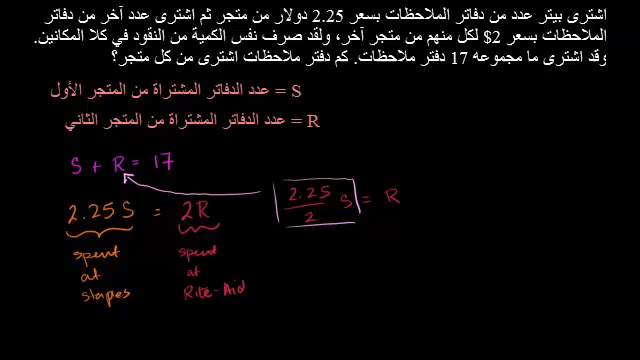 اشترى بيتر عدد من دفاتر الملاحظات بسعر 2.25 دولار من متجر ثم اشترى عدد آخر من دفاتر
الملاحظات بسعر 2$ لكل منهم من متجر آخر، ولقد صرف نفس الكمية من النقود في كلا المكانين.
وقد اشترى ما مجموعه 17 دفتر ملاحظات. كم دفتر ملاحظات اشترى من كل متجر؟
S = عدد الدفاتر المشتراة من المتجر الأول
R = عدد الدفاتر المشتراة من المتجر الثاني
S + R = 17
2.25 S = 2R
2.25/2 S = R
spent at stapes
spent at Rite-Aid